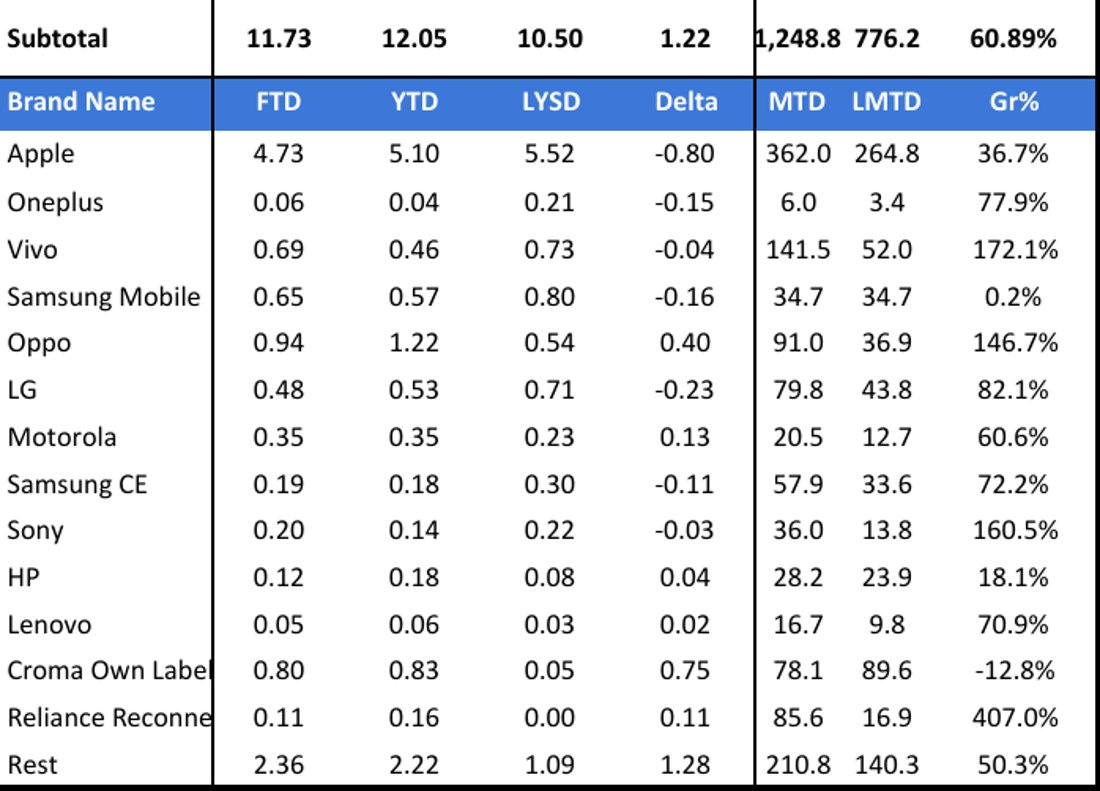 Subtotal 11.73 12.05 10.50 1.22 1,248.8 776.2 60.89%
Brand Name FTD YTD LYSD Delta MTD LMTD Gr%
Apple 4.73 5.10 5.52 -0.80 362.0 264.8 36.7%
Oneplus 0.06 0.04 0.21 -0.15 6.0 3.4 77.9%
Vivo 0.69 0.46 0.73 -0.04 141.5 52.0 172.1%
Samsung Mobile 0.65 0.57 0.80 -0.16 34.7 34.7 0.2%
Oppo 0.94 1.22 0.54 0.40 91.0 36.9 146.7%
LG 0.48 0.53 0.71 -0.23 79.8 43.8 82.1%
Motorola 0.35 0.35 0.23 0.13 20.5 12.7 60.6%
Samsung CE 0.19 0.18 0.30 -0.11 57.9 33.6 72.2%
Sony 0.20 0.14 0.22 -0.03 36.0 13.8 160.5%
HP 0.12 0.18 0.08 0.04 28.2 23.9 18.1%
Lenovo 0.05 0.06 0.03 0.02 16.7 9.8 70.9%
Croma Own Label 0.80 0.83 0.05 0.75 78.1 89.6 -12.8%
Reliance Reconne 0.11 0.16 0.00 0.11 85.6 16.9 407.0%
Rest 2.36 2.22 1.09 1.28 210.8 140.3 50.3%